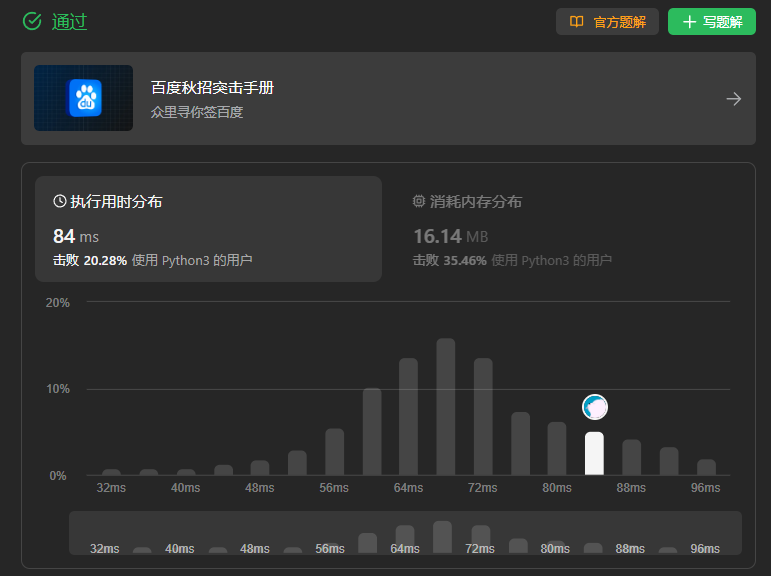 通过
官方题解
写题解
du
百度秋招突击手册
众里寻你签百度
执行用时分布
84 ms
击败 20.28% 使用 Python3 的用户
消耗内存分布
16.14 MB
击败 35.46% 使用 Python3 的用户
20%
10%
0%
32ms 40ms 48ms 56ms 64ms 72ms 80ms 88ms 96ms
32ms 40ms 48ms 56ms 64ms 72ms 80ms 88ms 96ms